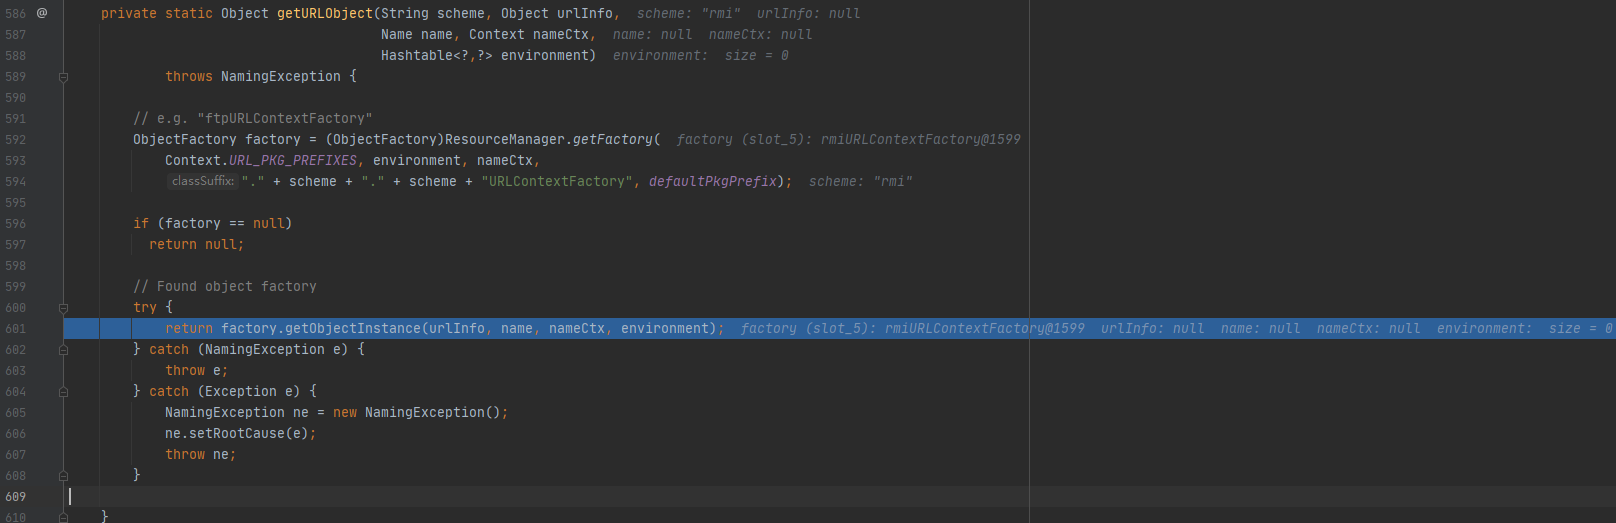 586 @ private static Object getURLObject(String scheme, Object urlInfo, scheme: "rmi" urlInfo: null
587 Name name, Context nameCtx, name: null nameCtx: null
588 Hashtable<?,?> environment) environment: size = 0
589 throws NamingException {
590
591 // e.g. "ftpURLContextFactory"
592 ObjectFactory factory = (ObjectFactory)ResourceManager.getFactory( factory (slot_5): rmiURLContextFactory@1599
593 Context.URL_PKG_PREFIXES, environment, nameCtx,
594 classSuffix: "." + scheme + "." + scheme + "URLContextFactory", defaultPkgPrefix); scheme: "rmi"
595
596 if (factory == null)
597 return null;
598
599 // Found object factory
600 try {
601 return factory.getObjectInstance(urlInfo, name, nameCtx, environment); factory (slot_5): rmiURLContextFactory@1599 urlInfo: null name: null nameCtx: null environment: size = 0
602 } catch (NamingException e) {
603 throw e;
604 } catch (Exception e) {
605 NamingException ne = new NamingException();
606 ne.setRootCause(e);
607 throw ne;
608 }
609
610 }